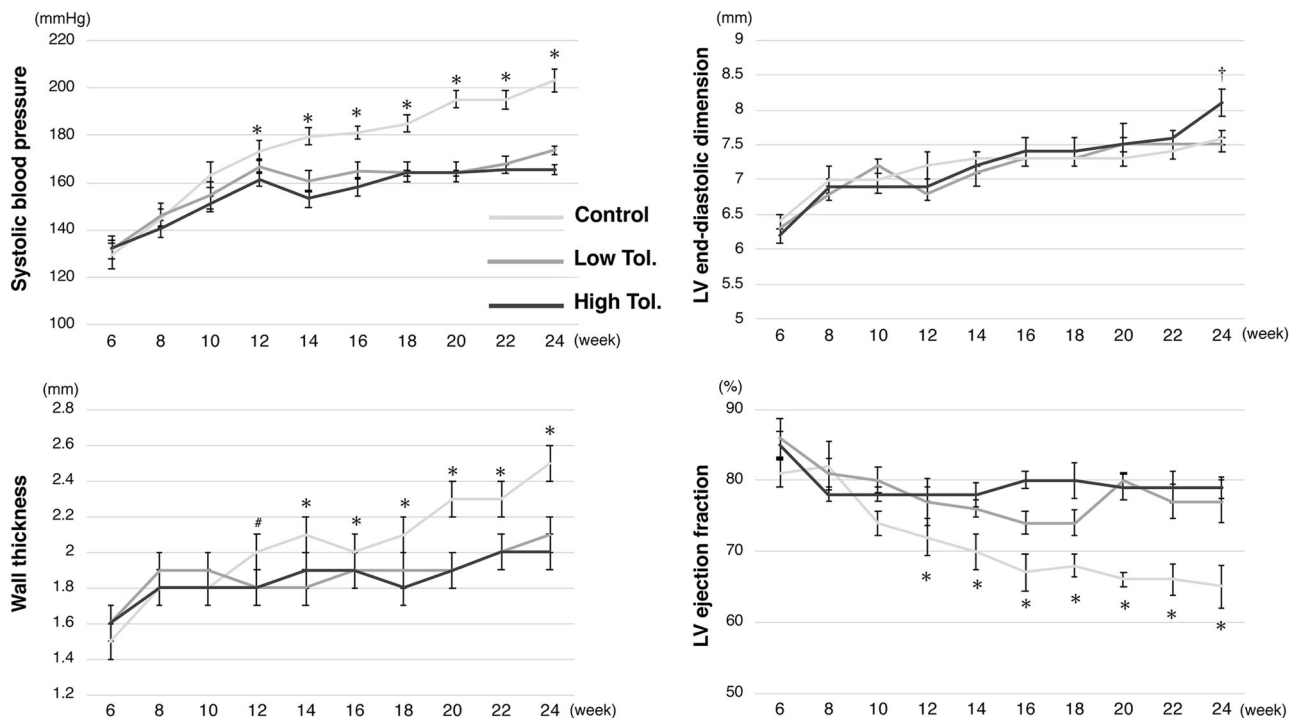 (mmHg)
Systolic blood pressure
220
200
180
160
140
120
100
* * * * * * *
Control
Low Tol.
High Tol.
6 8 10 12 14 16 18 20 22 24 (week)
(mm)
LV end-diastolic dimension
9
8.5
8
7.5
7
6.5
6
5.5
5
†
6 8 10 12 14 16 18 20 22 24 (week)
(mm)
Wall thickness
2.8
2.6
2.4
2.2
2
1.8
1.6
1.4
1.2
# * * * * * *
6 8 10 12 14 16 18 20 22 24 (week)
(%)
LV ejection fraction
90
80
70
60
50
* * * * * * *
6 8 10 12 14 16 18 20 22 24 (week)